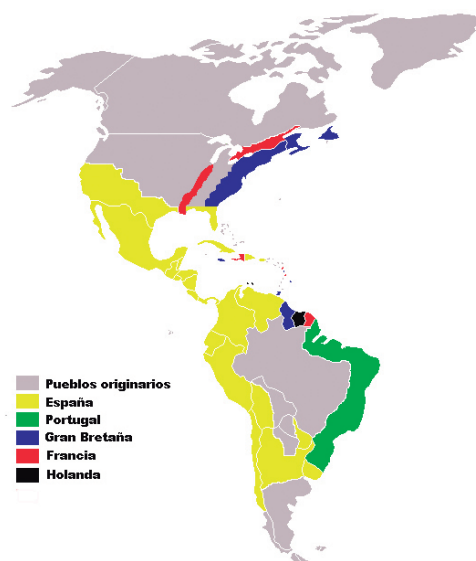 Pueblos originarios
España
Portugal
Gran Bretaña
Francia
Holanda